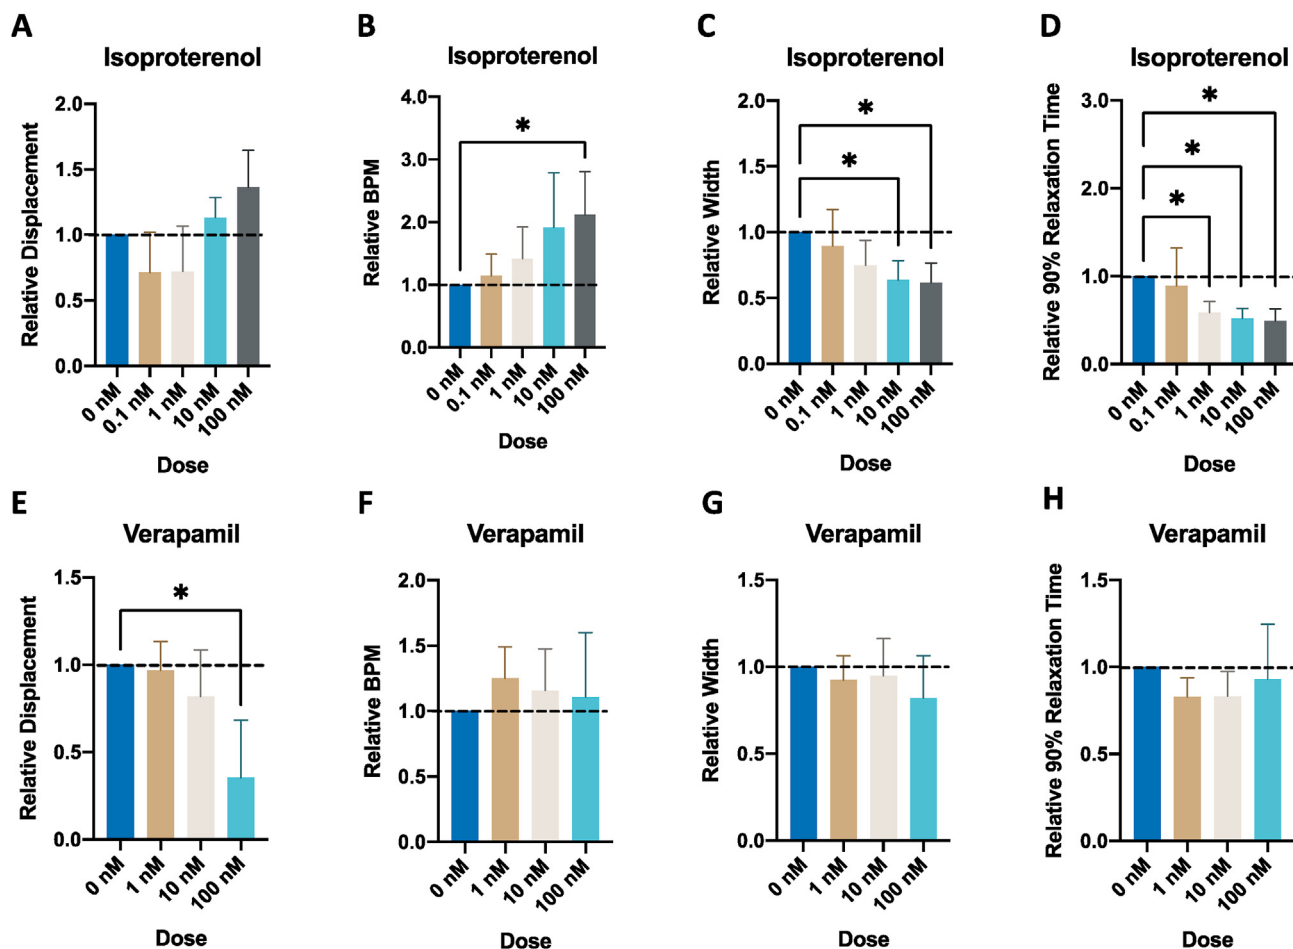 A
Isoproterenol
Relative Displacement
2.0
1.5
1.0
0.5
0.0
0 nM
0.1 nM
1 nM
10 nM
100 nM
Dose
B
Isoproterenol
Relative BPM
4.0
3.0
2.0
1.0
0.0
*
0 nM
0.1 nM
1 nM
10 nM
100 nM
Dose
C
Isoproterenol
Relative Width
2.0
1.5
1.0
0.5
0.0
*
*
0 nM
0.1 nM
1 nM
10 nM
100 nM
Dose
D
Isoproterenol
Relative 90% Relaxation Time
3.0
2.0
1.0
0.0
*
*
*
0 nM
0.1 nM
1 nM
10 nM
100 nM
Dose
E
Verapamil
Relative Displacement
1.5
1.0
0.5
0.0
*
0 nM
1 nM
10 nM
100 nM
Dose
F
Verapamil
Relative BPM
2.0
1.5
1.0
0.5
0.0
0 nM
1 nM
10 nM
100 nM
Dose
G
Verapamil
Relative Width
1.5
1.0
0.5
0.0
0 nM
1 nM
10 nM
100 nM
Dose
H
Verapamil
Relative 90% Relaxation Time
1.5
1.0
0.5
0.0
0 nM
1 nM
10 nM
100 nM
Dose